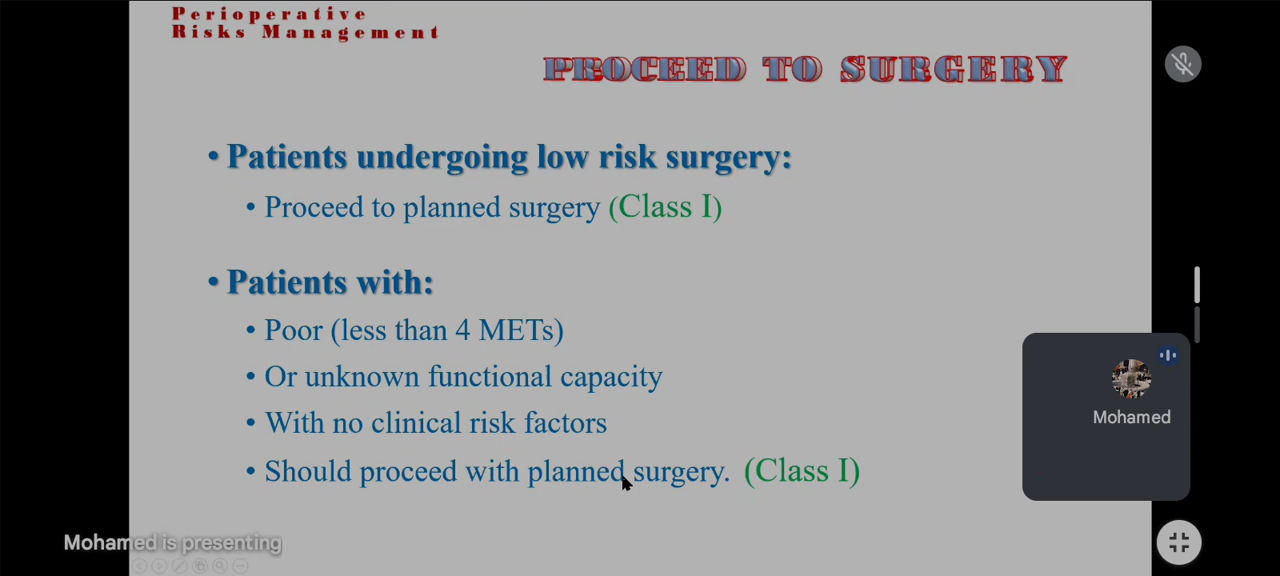 Perioperative
Risks Management
PROCEED TO SURGERY
• Patients undergoing low risk surgery:
• Proceed to planned surgery (Class I)
• Patients with:
• Poor (less than 4 METs)
• Or unknown functional capacity
• With no clinical risk factors
• Should proceed with planned surgery. (Class I)
Mohamed
Mohamed is presenting